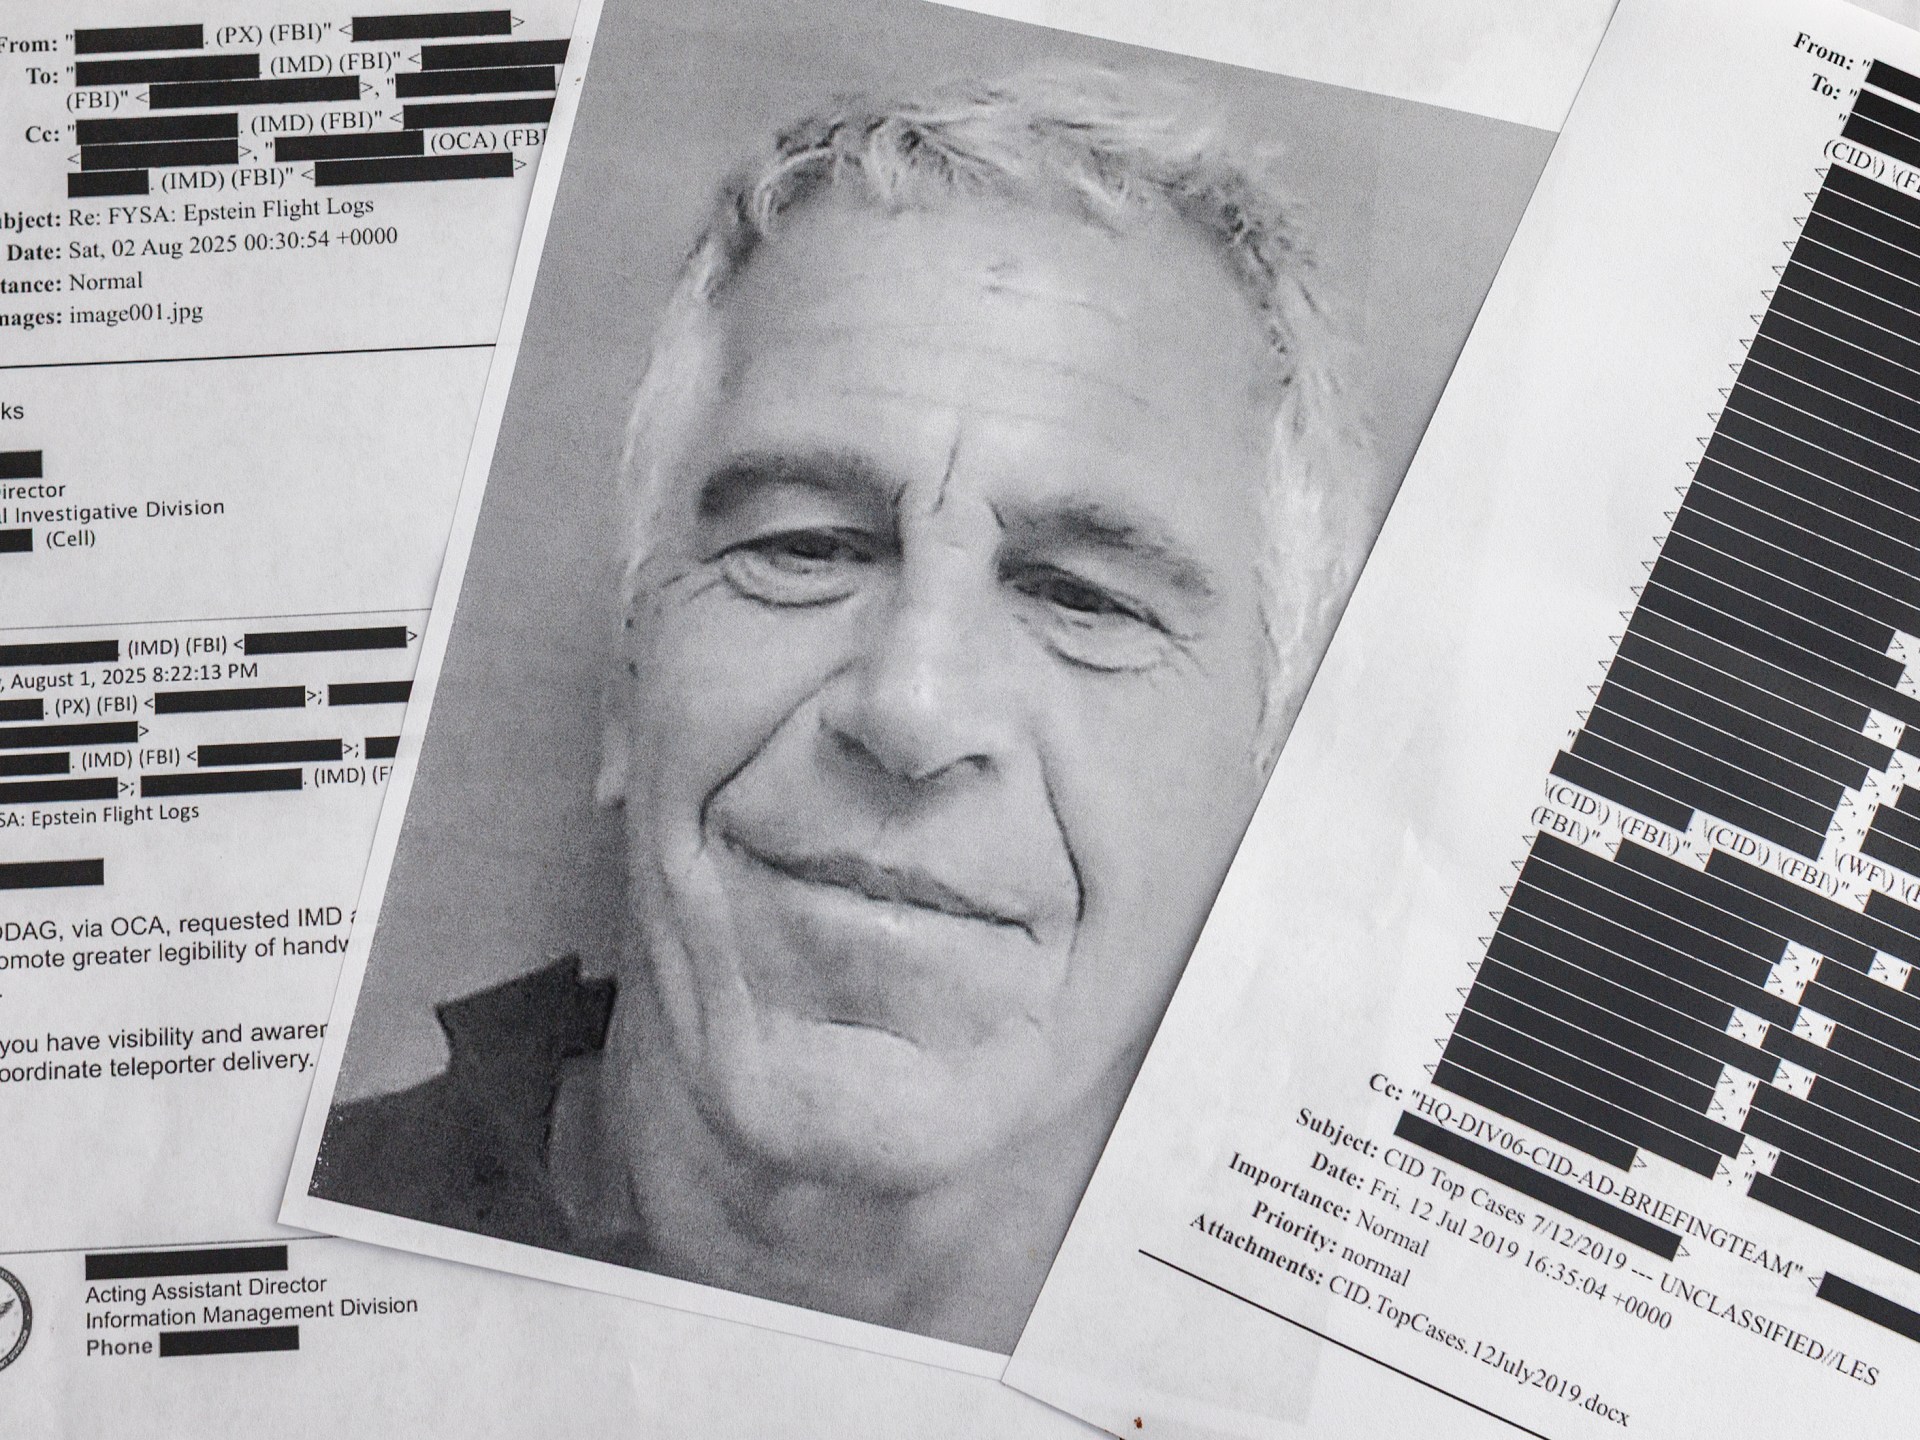 From: " . (PX) (FBI)" < >
To: " (IMD) (FBI)" <
(FBI)" < >, "
Cc: " . (IMD) (FBI)" <
< >, " (OCA) (FBI
. (IMD) (FBI)" < >
bject: Re: FYSA: Epstein Flight Logs
Date: Sat, 02 Aug 2025 00:30:54 +0000
tance: Normal
mages: image001.jpg
ks
irector
l Investigative Division
(Cell)
(IMD) (FBI) < >
, August 1, 2025 8:22:13 PM
. (PX) (FBI) < >;
>
. (IMD) (FBI) < >;
>; . (IMD) (F
SA: Epstein Flight Logs
ODAG, via OCA, requested IMD
omote greater legibility of handw
.
you have visibility and awaren
oordinate teleporter delivery.
Acting Assistant Director
Information Management Division
Phone
From: "
To: "
"
(CID\) \(F
\(CID\) \(FBI\)" < . \(CID\) \(FBI\)" < \(WF\) \(F
(FBI\)" <
Cc: "HQ-DIV06-CID-AD-BRIEFINGTEAM" <
>
Subject: CID Top Cases 7/12/2019 --- UNCLASSIFIED//LES
Date: Fri, 12 Jul 2019 16:35:04 +0000
Importance: Normal
Priority: normal
Attachments: CID.TopCases.12July2019.docx